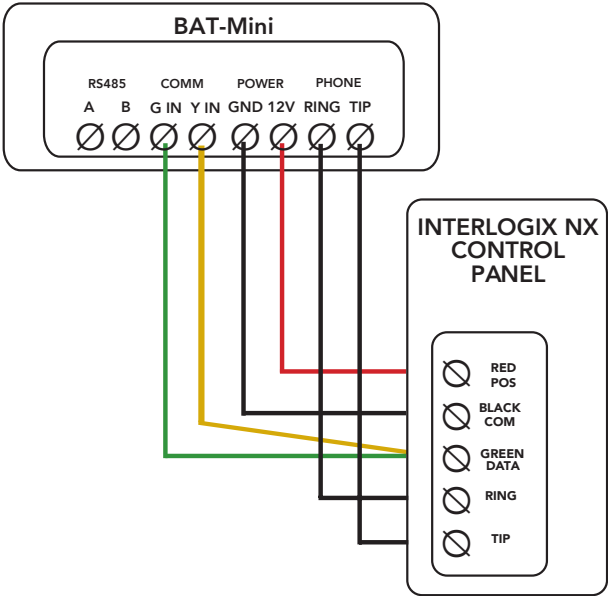 BAT-Mini
RS485 COMM POWER PHONE
A B G IN Y IN GND 12V RING TIP
INTERLOGIX NX
CONTROL
PANEL
RED
POS
BLACK
COM
GREEN
DATA
RING
TIP